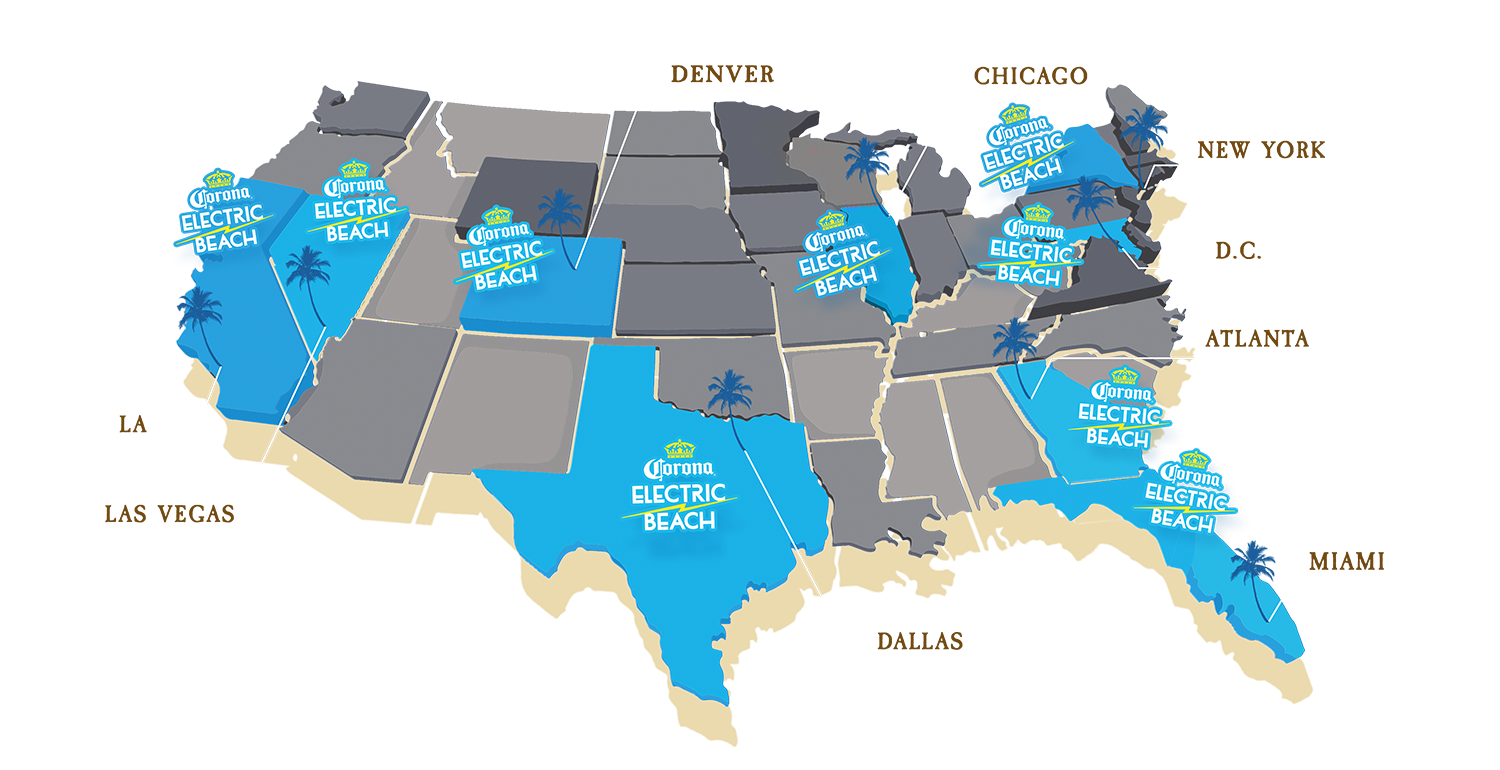 DENVER
CHICAGO
Corona
ELECTRIC
BEACH
NEW YORK
Corona
ELECTRIC
BEACH
Corona
ELECTRIC
BEACH
Corona
ELECTRIC
BEACH
Corona
ELECTRIC
BEACH
Corona
ELECTRIC
BEACH
D.C.
ATLANTA
Corona
ELECTRIC
BEACH
LA
Corona
ELECTRIC
BEACH
Corona
ELECTRIC
BEACH
LAS VEGAS
MIAMI
DALLAS